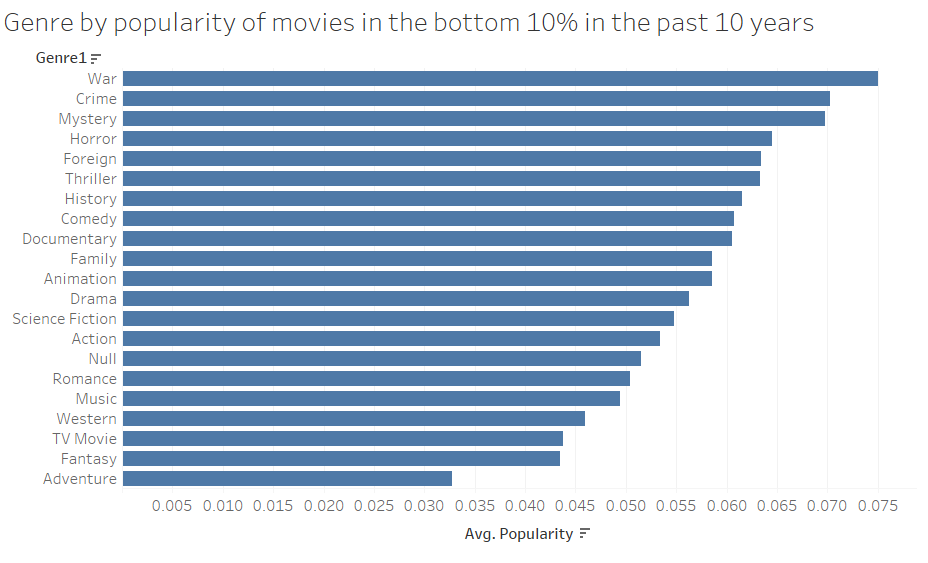 Genre by popularity of movies in the bottom 10% in the past 10 years
Genre1
War
Crime
Mystery
Horror
Foreign
Thriller
History
Comedy
Documentary
Family
Animation
Drama
Science Fiction
Action
Null
Romance
Music
Western
TV Movie
Fantasy
Adventure
0.005 0.010 0.015 0.020 0.025 0.030 0.035 0.040 0.045 0.050 0.055 0.060 0.065 0.070 0.075
Avg. Popularity